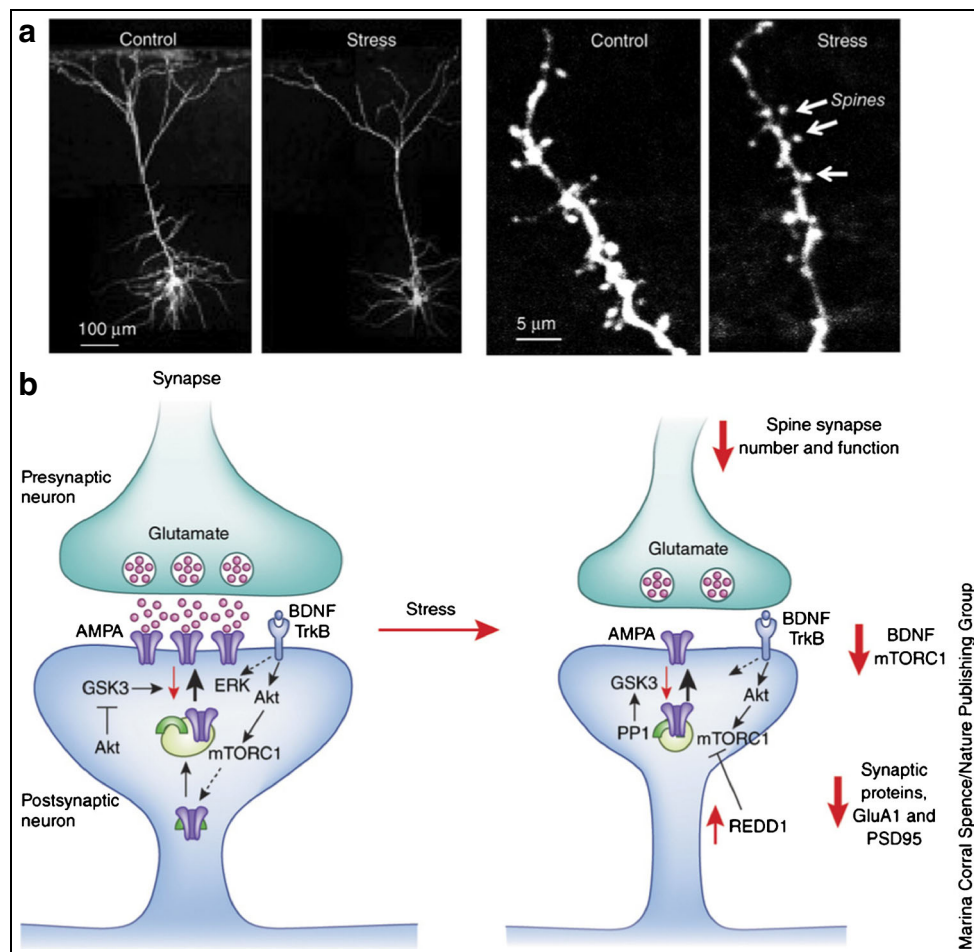 a
Control
Stress
Control
Stress
Spines
100 μm
5 μm
b
Synapse
Presynaptic
neuron
Glutamate
AMPA
BDNF
TrkB
GSK3
ERK
Akt
Akt
mTORC1
Postsynaptic
neuron
Stress
Spine synapse
number and function
Glutamate
AMPA
BDNF
TrkB
BDNF
mTORC1
GSK3
Akt
PP1
mTORC1
REDD1
Synaptic
proteins,
GluA1 and
PSD95
Marina Corral Spence/Nature Publishing Group